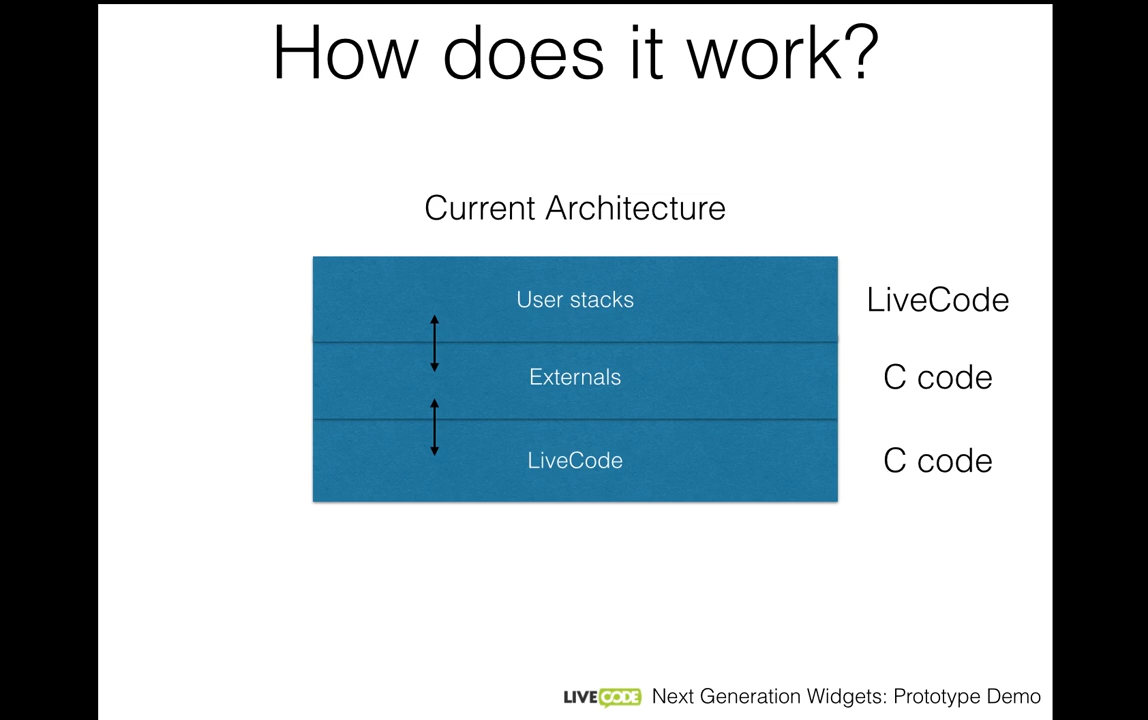 How does it work?
Current Architecture
User stacks
LiveCode
Externals
C code
LiveCode
C code
LIVECODE Next Generation Widgets: Prototype Demo